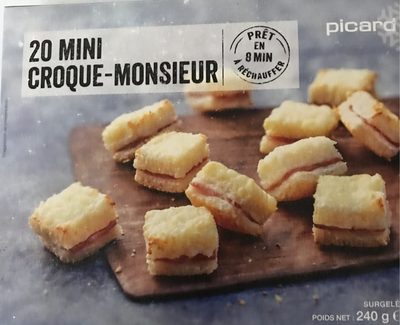 20 MINI
CROQUE-MONSIEUR
PRÊT
EN
8 MIN
À RÉCHAUFFER
picard
SURGELÉ
POIDS NET : 240 g e